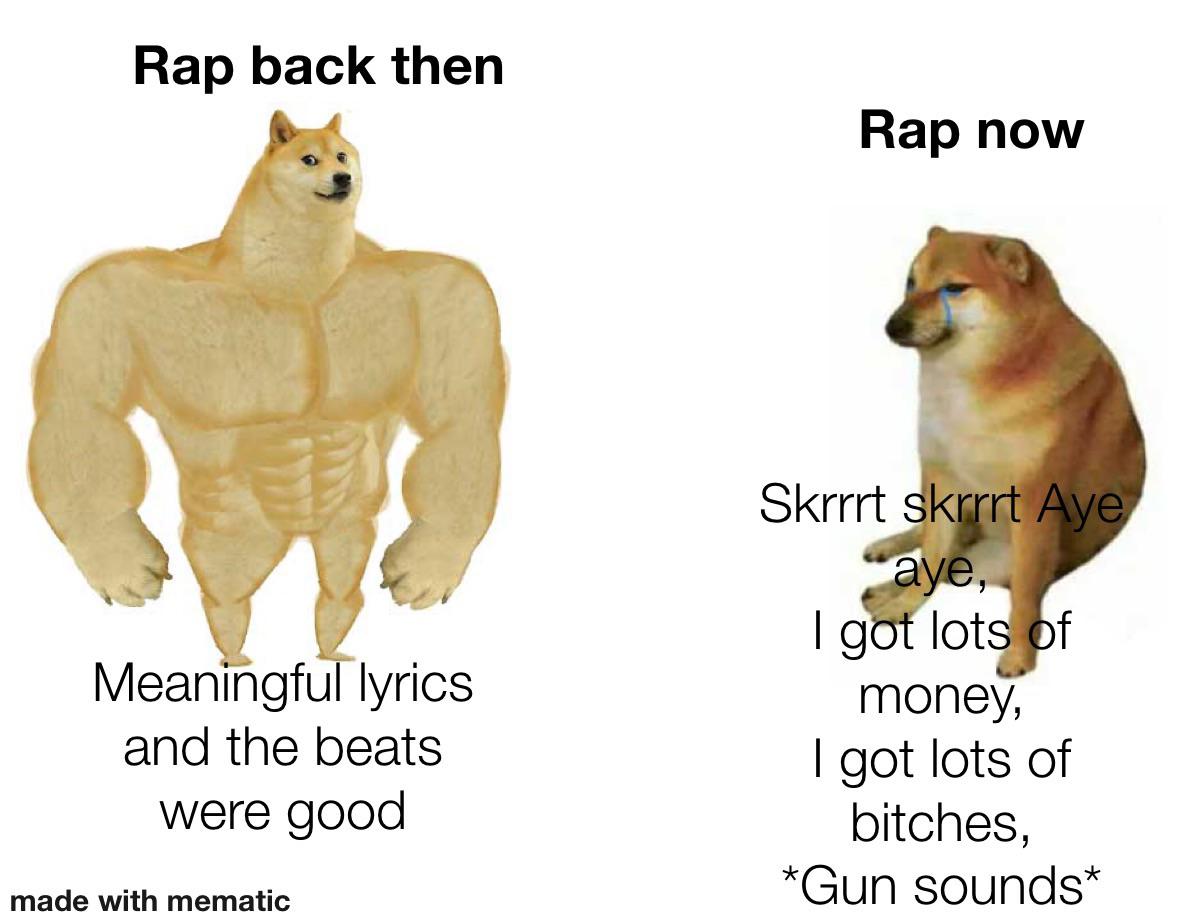 Rap back then
Rap now
Meaningful lyrics
and the beats
were good
Skrrrt skrrrt Aye
aye,
I got lots of
money,
I got lots of
bitches,
*Gun sounds*
made with mematic